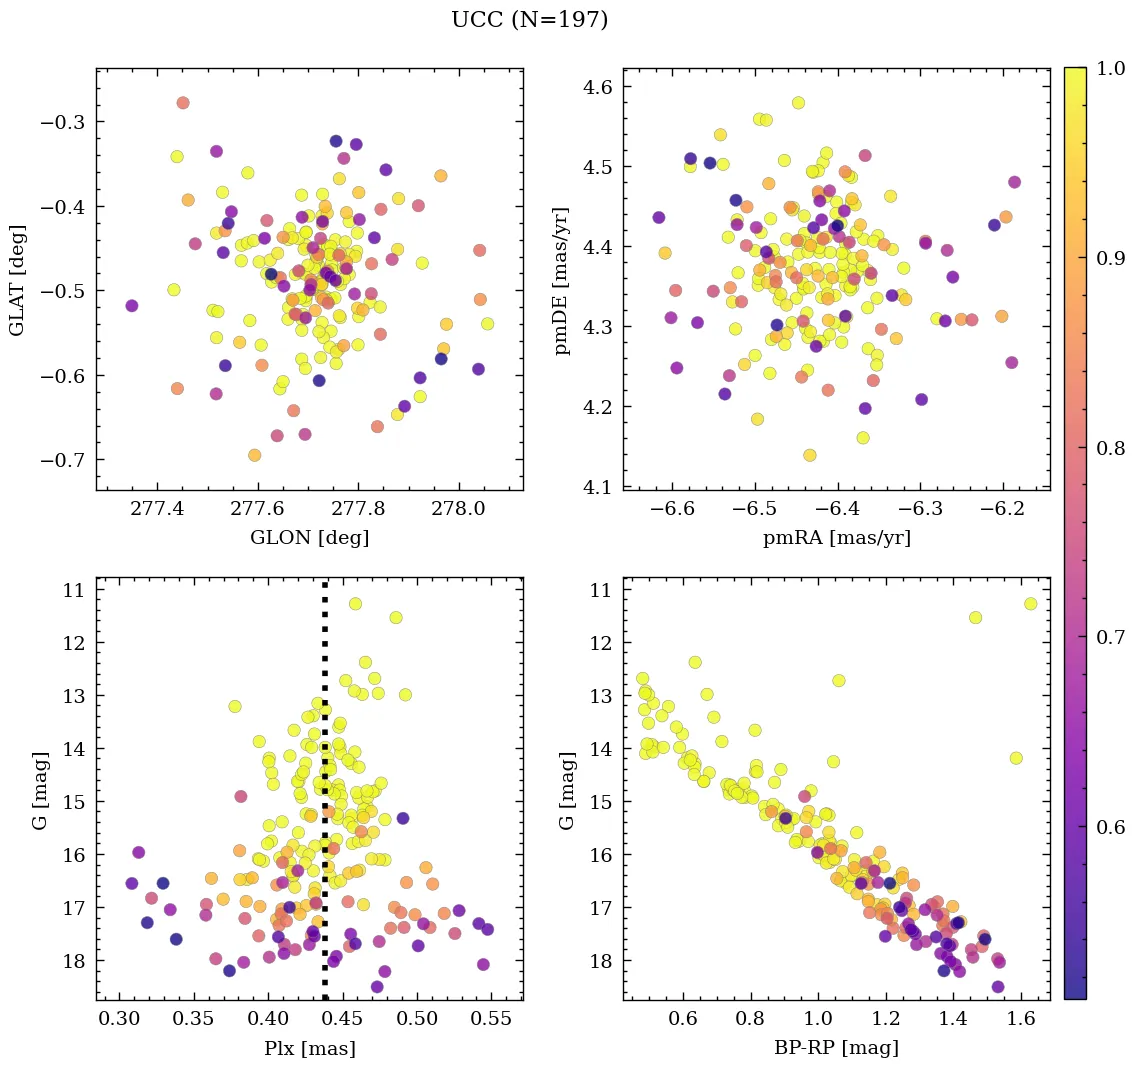 UCC (N=197)
−0.3
−0.4
−0.5
−0.6
−0.7
GLAT [deg]
277.4 277.6 277.8 278.0
GLON [deg]
4.6
4.5
4.4
4.3
4.2
4.1
pmDE [mas/yr]
−6.6 −6.5 −6.4 −6.3 −6.2
pmRA [mas/yr]
1.0
0.9
0.8
0.7
0.6
11
12
13
14
15
16
17
18
G [mag]
0.30 0.35 0.40 0.45 0.50 0.55
Plx [mas]
11
12
13
14
15
16
17
18
G [mag]
0.6 0.8 1.0 1.2 1.4 1.6
BP-RP [mag]